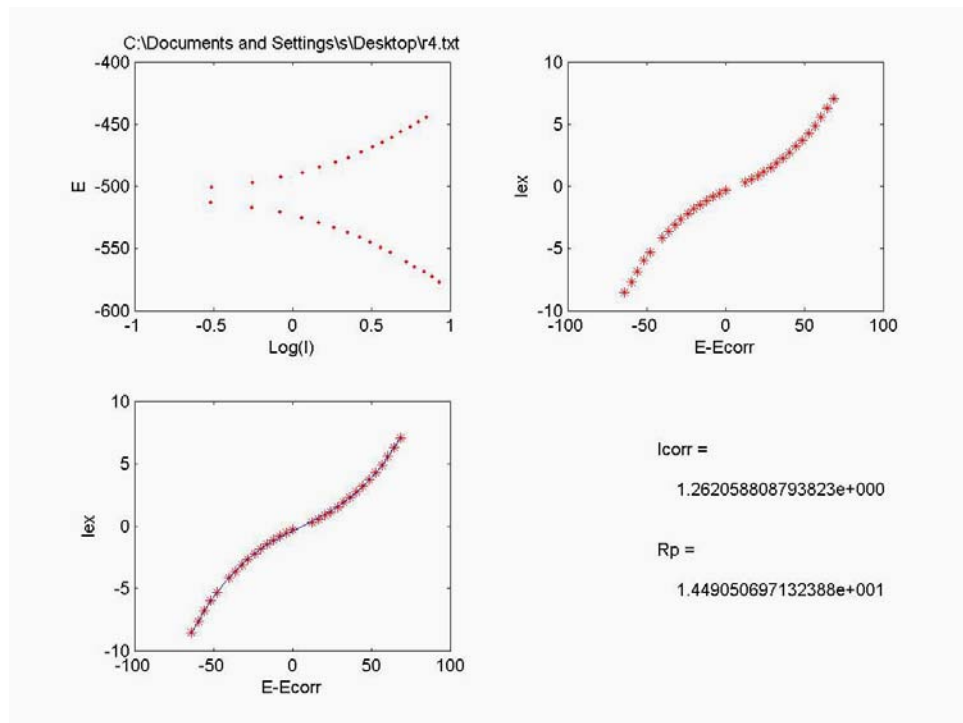 C:\Documents and Settings\s\Desktop\r4.txt
-400
-450
-500
-550
-600
E
-1
-0.5
0
0.5
1
Log(I)
10
5
0
-5
-10
Iex
-100
-50
0
50
100
E-Ecorr
10
5
0
-5
-10
Iex
-100
-50
0
50
100
E-Ecorr
Icorr =
1.262058808793823e+000
Rp =
1.449050697132388e+001